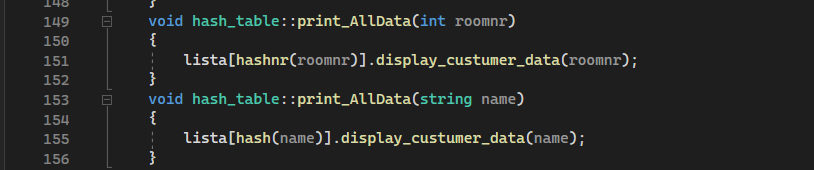 148 }
149 void hash_table::print_AllData(int roomnr)
150 {
151 lista[hashnr(roomnr)].display_custumer_data(roomnr);
152 }
153 void hash_table::print_AllData(string name)
154 {
155 lista[hash(name)].display_custumer_data(name);
156 }